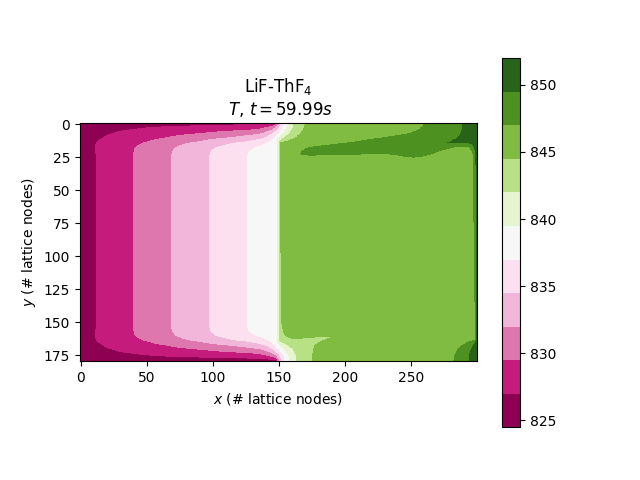 LiF-ThF₄
T, t = 59.99s
0
25
50
75
100
125
150
175
y (# lattice nodes)
0 50 100 150 200 250
x (# lattice nodes)
850
845
840
835
830
825